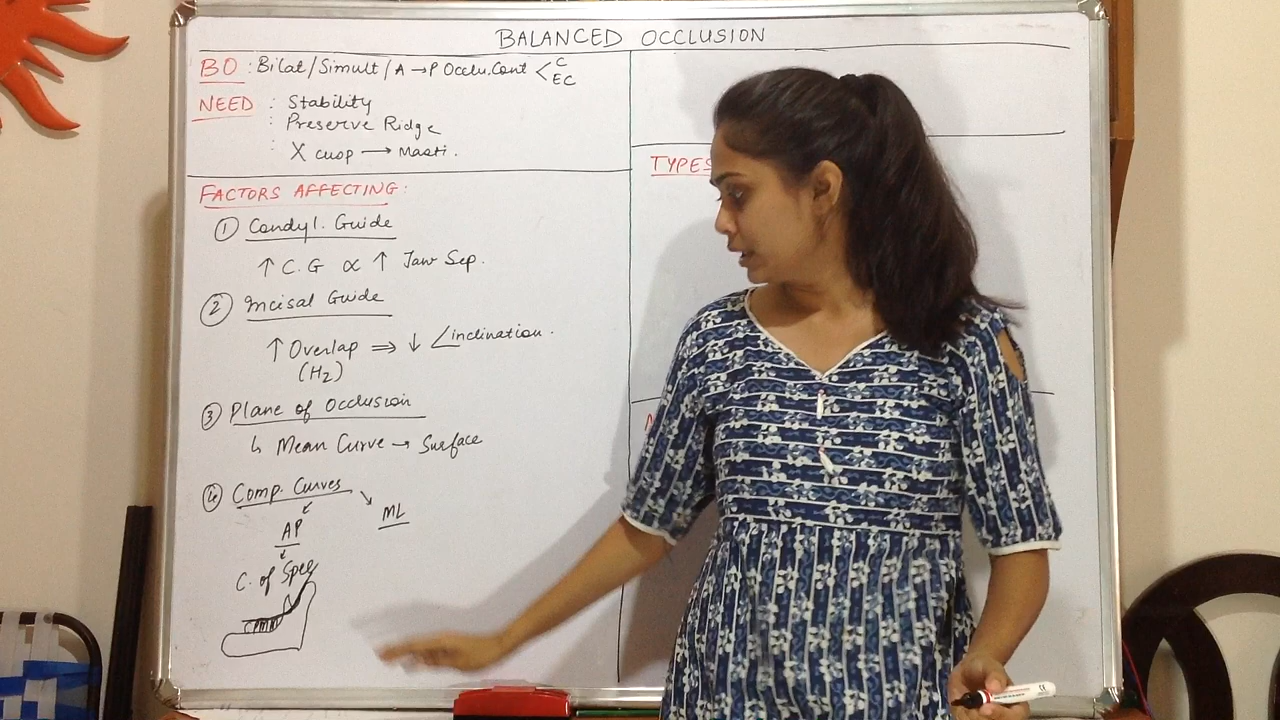 BALANCED OCCLUSION
BO : Bilat/Simult/A → P Occlu.Cont < C
EC
NEED : Stability
: Preserve Ridge
: X cusp → Masti.
FACTORS AFFECTING:
① Condyl. Guide
↑ C.G ∝ ↑ Jaw Sep.
② Incisal Guide
↑ Overlap ⇒ ↓ ∠inclination.
(H₂)
③ Plane of Occlusion
↳ Mean Curve → Surface
④ Comp. Curves
AP
ML
C. of Spee
TYPES